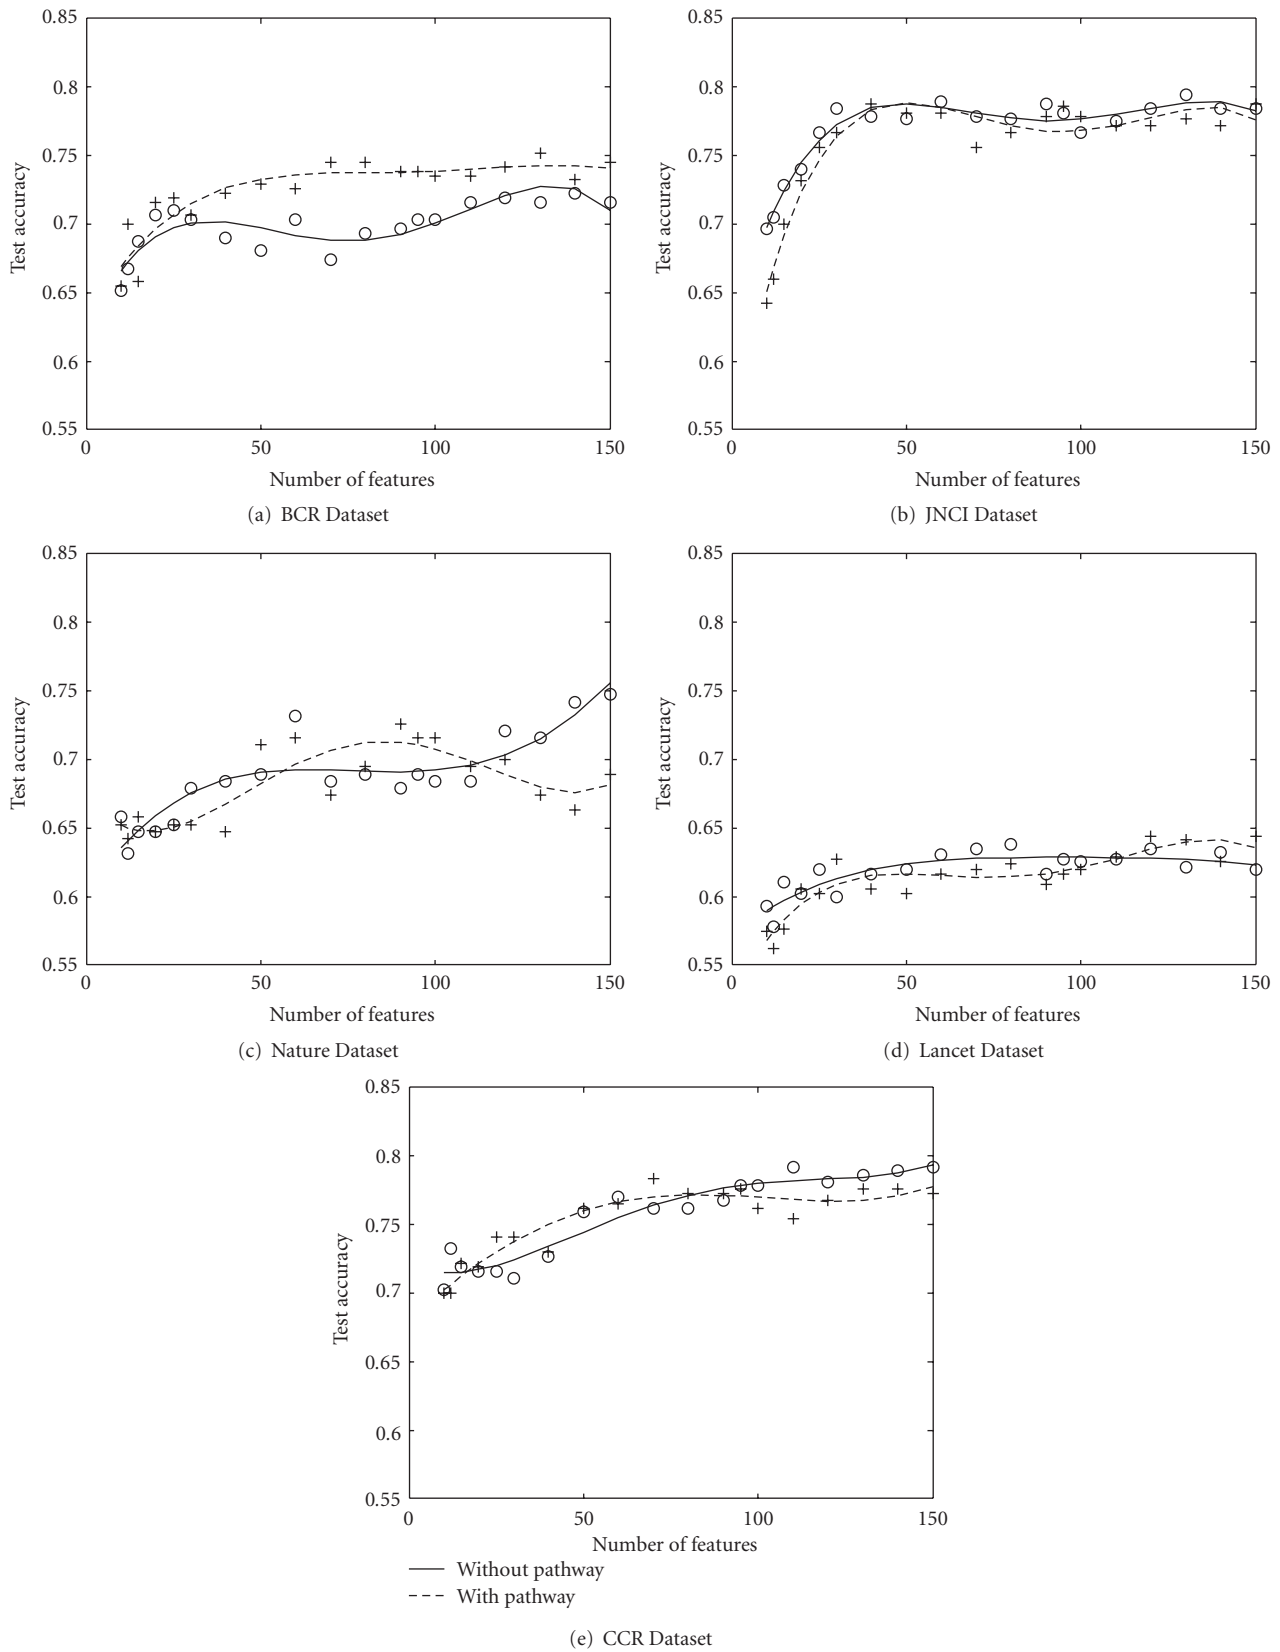 0.85
0.8
0.75
0.7
0.65
0.6
0.55
0 50 100 150
Test accuracy
Number of features
(a) BCR Dataset
0.85
0.8
0.75
0.7
0.65
0.6
0.55
0 50 100 150
Test accuracy
Number of features
(b) JNCI Dataset
0.85
0.8
0.75
0.7
0.65
0.6
0.55
0 50 100 150
Test accuracy
Number of features
(c) Nature Dataset
0.85
0.8
0.75
0.7
0.65
0.6
0.55
0 50 100 150
Test accuracy
Number of features
(d) Lancet Dataset
0.85
0.8
0.75
0.7
0.65
0.6
0.55
0 50 100 150
Test accuracy
Number of features
Without pathway
With pathway
(e) CCR Dataset